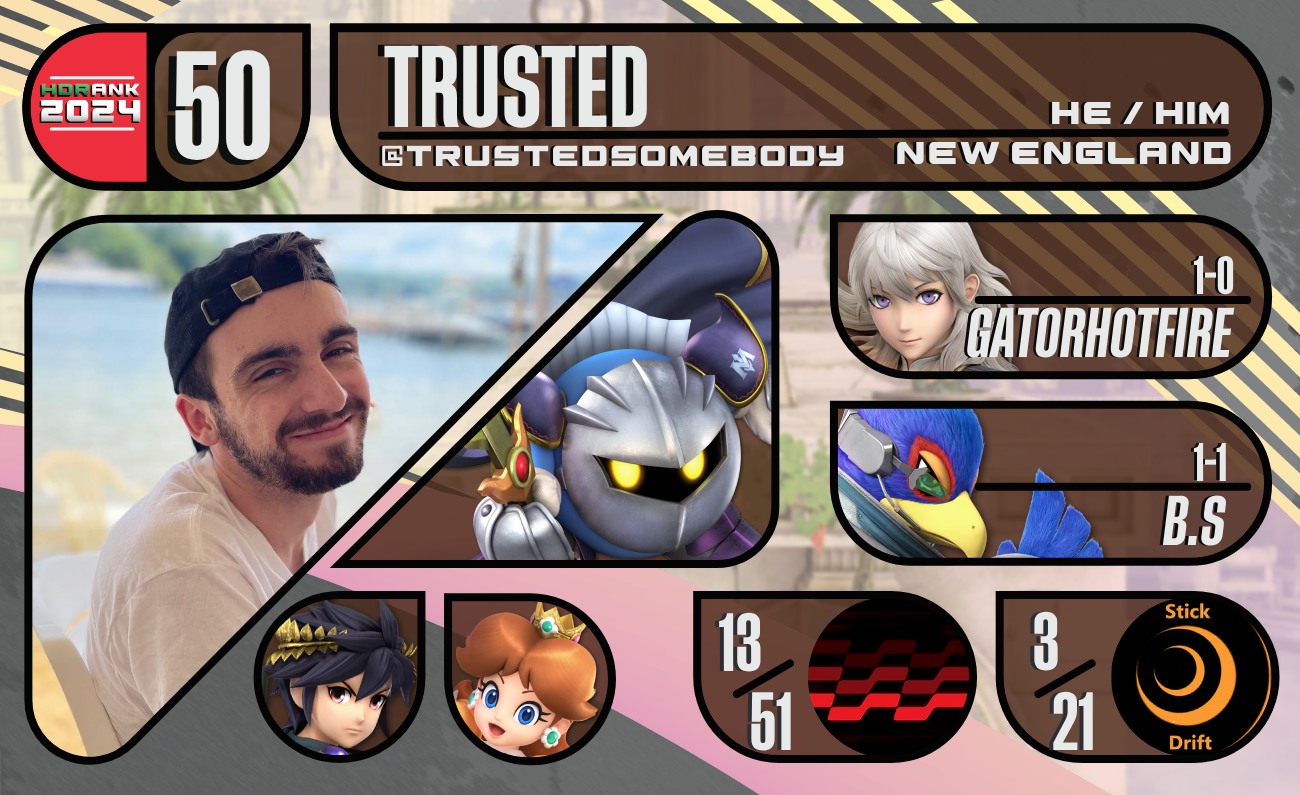 HDRANK
2024
50
TRUSTED
HE / HIM
@TRUSTEDSOMEBODY
NEW ENGLAND
1-0
GATORHOTFIRE
1-1
B.S
13
51
Stick
3
21
Drift